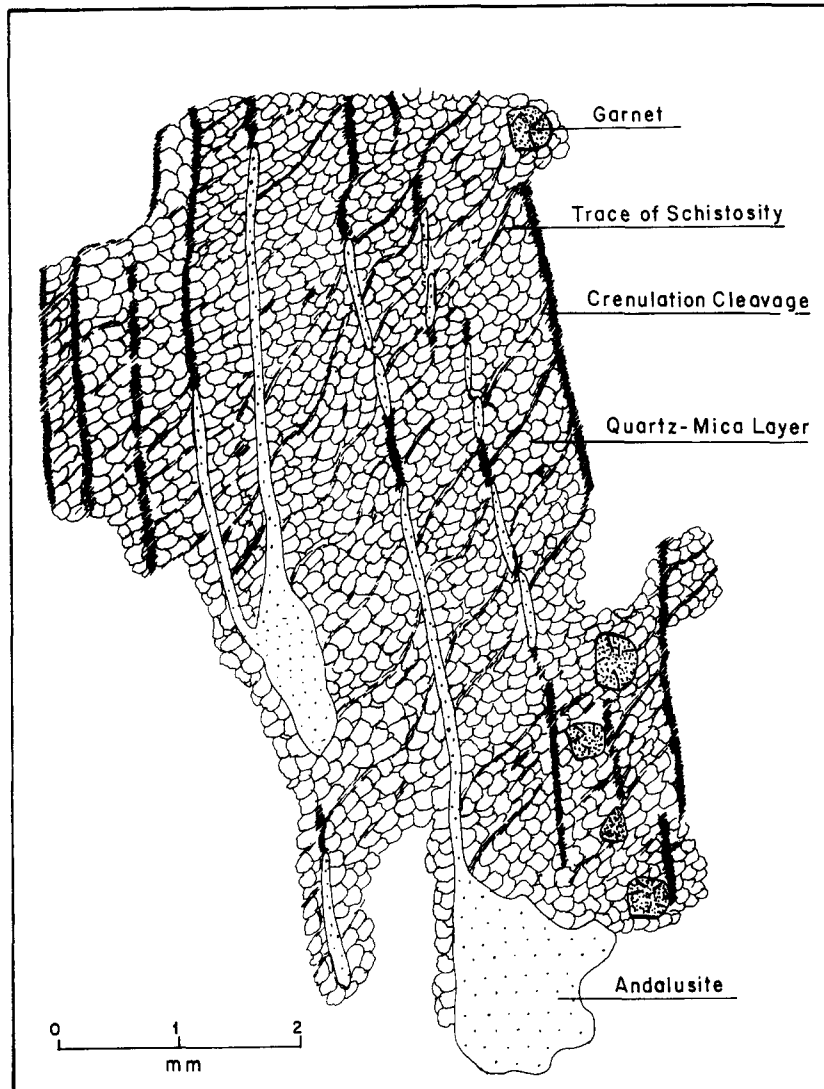 Garnet
Trace of Schistosity
Crenulation Cleavage
Quartz-Mica Layer
Andalusite
0 1 2
mm